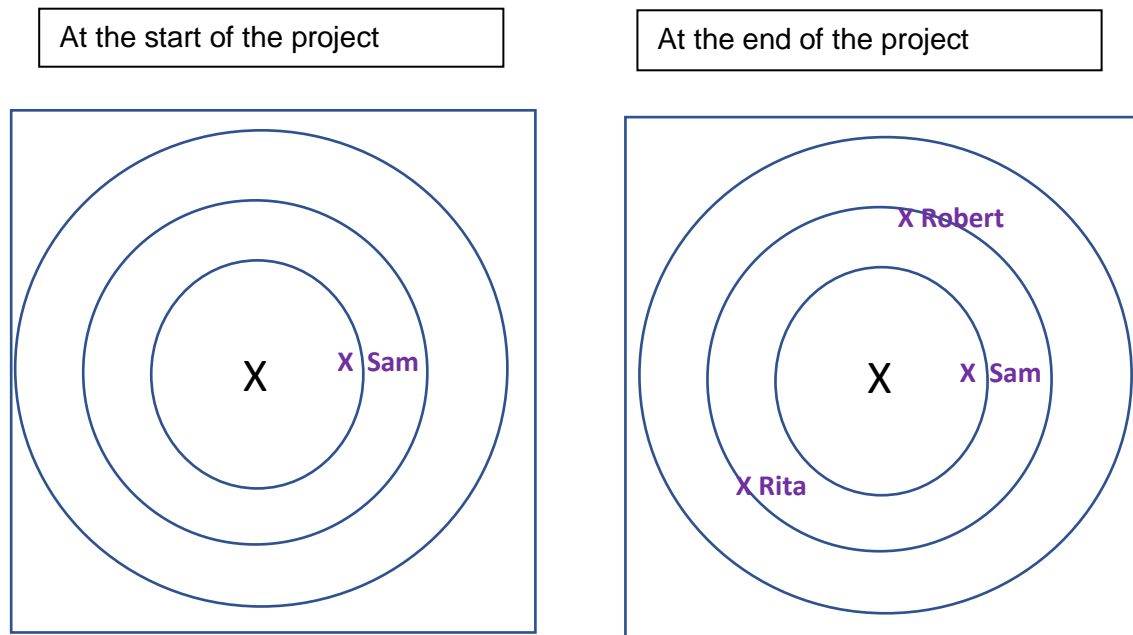 At the start of the project
At the end of the project
X
X Sam
X Robert
X
X Sam
X Rita